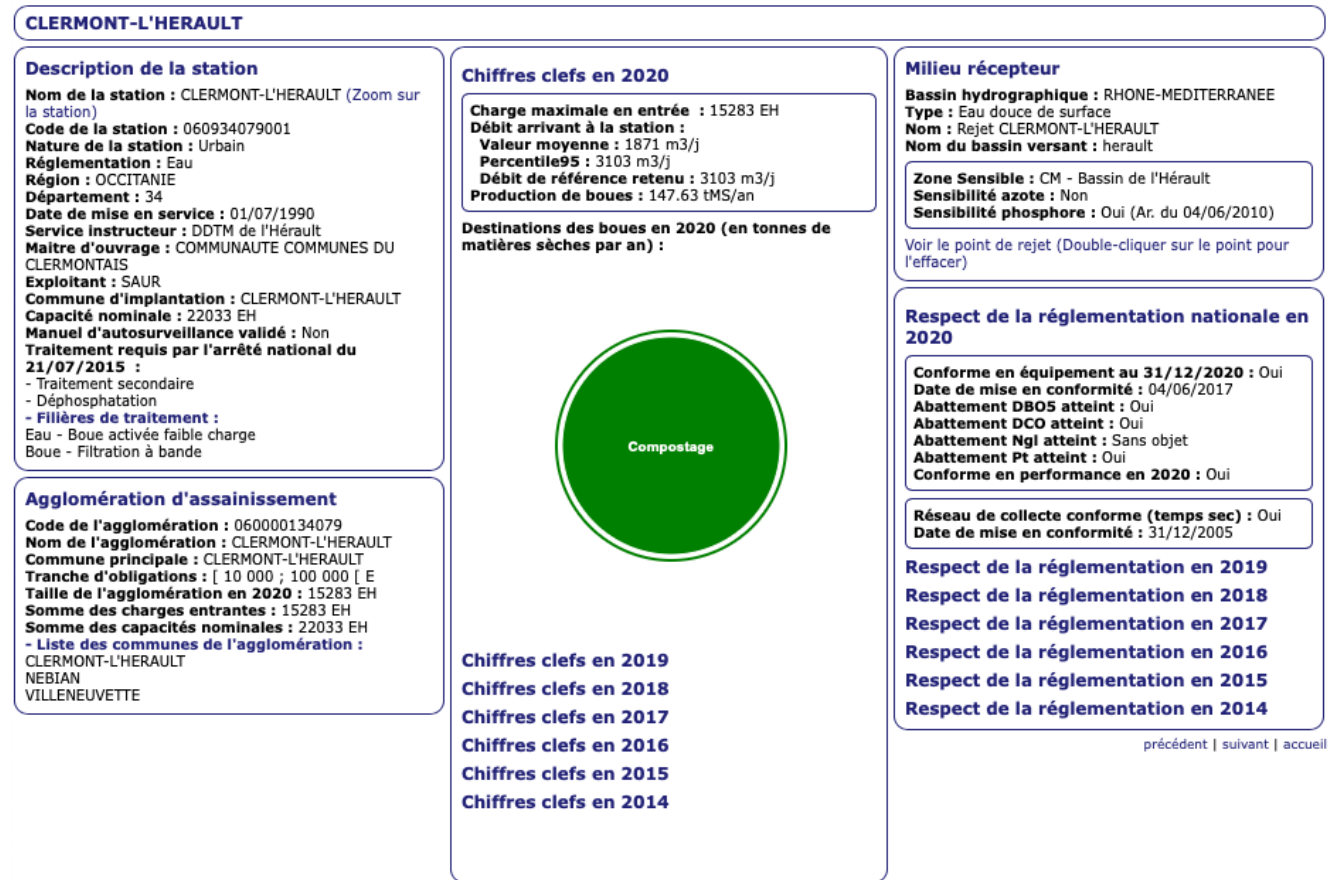 CLERMONT-L'HERAULT
Description de la station
Nom de la station : CLERMONT-L'HERAULT (Zoom sur
la station)
Code de la station : 060934079001
Nature de la station : Urbain
Réglementation : Eau
Région : OCCITANIE
Département : 34
Date de mise en service : 01/07/1990
Service instructeur : DDTM de l'Hérault
Maitre d'ouvrage : COMMUNAUTE COMMUNES DU
CLERMONTAIS
Exploitant : SAUR
Commune d'implantation : CLERMONT-L'HERAULT
Capacité nominale : 22033 EH
Manuel d'autosurveillance validé : Non
Traitement requis par l'arrêté national du
21/07/2015 :
- Traitement secondaire
- Déphosphatation
- Filières de traitement :
Eau - Boue activée faible charge
Boue - Filtration à bande
Agglomération d'assainissement
Code de l'agglomération : 060000134079
Nom de l'agglomération : CLERMONT-L'HERAULT
Commune principale : CLERMONT-L'HERAULT
Tranche d'obligations : [ 10 000 ; 100 000 [ E
Taille de l'agglomération en 2020 : 15283 EH
Somme des charges entrantes : 15283 EH
Somme des capacités nominales : 22033 EH
- Liste des communes de l'agglomération :
CLERMONT-L'HERAULT
NEBIAN
VILLENEUVETTE
Chiffres clefs en 2020
Charge maximale en entrée : 15283 EH
Débit arrivant à la station :
Valeur moyenne : 1871 m3/j
Percentile95 : 3103 m3/j
Débit de référence retenu : 3103 m3/j
Production de boues : 147.63 tMS/an
Destinations des boues en 2020 (en tonnes de
matières sèches par an) :
Compostage
Chiffres clefs en 2019
Chiffres clefs en 2018
Chiffres clefs en 2017
Chiffres clefs en 2016
Chiffres clefs en 2015
Chiffres clefs en 2014
Milieu récepteur
Bassin hydrographique : RHONE-MEDITERRANEE
Type : Eau douce de surface
Nom : Rejet CLERMONT-L'HERAULT
Nom du bassin versant : herault
Zone Sensible : CM - Bassin de l'Hérault
Sensibilité azote : Non
Sensibilité phosphore : Oui (Ar. du 04/06/2010)
Voir le point de rejet (Double-cliquer sur le point pour
l'effacer)
Respect de la réglementation nationale en
2020
Conforme en équipement au 31/12/2020 : Oui
Date de mise en conformité : 04/06/2017
Abattement DBO5 atteint : Oui
Abattement DCO atteint : Oui
Abattement Ngl atteint : Sans objet
Abattement Pt atteint : Oui
Conforme en performance en 2020 : Oui
Réseau de collecte conforme (temps sec) : Oui
Date de mise en conformité : 31/12/2005
Respect de la réglementation en 2019
Respect de la réglementation en 2018
Respect de la réglementation en 2017
Respect de la réglementation en 2016
Respect de la réglementation en 2015
Respect de la réglementation en 2014
précédent | suivant | accueil